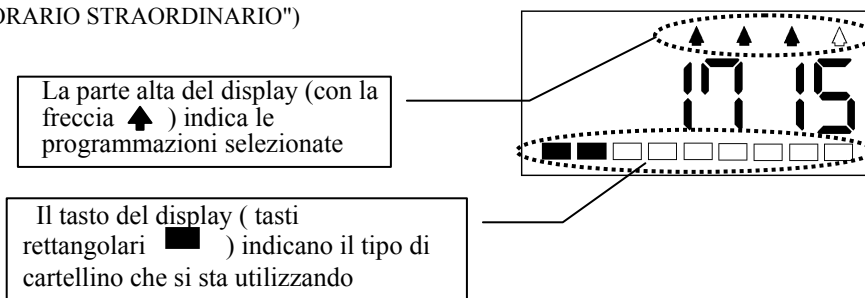 ORARIO STRAORDINARIO")
La parte alta del display (con la
freccia ) indica le
programmazioni selezionate
17 15
Il tasto del display ( tasti
rettangolari ) indicano il tipo di
cartellino che si sta utilizzando